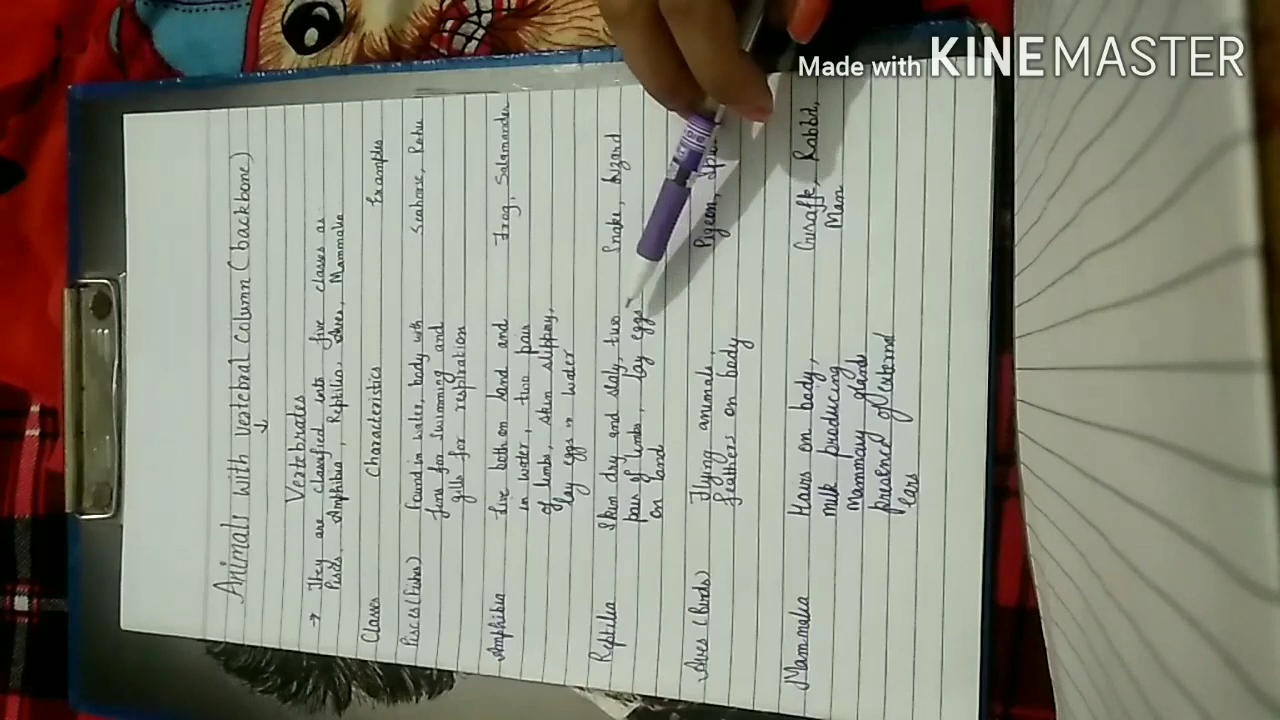 Made with KINEMASTER
Animals with vertebral column (backbone)
↓
Vertebrates
→ They are classified into five classes as
Pisces, Amphibia, Reptilia, Aves, Mammalia
Classes Characteristics Examples
Pisces (Fishes) Found in water, body with Seahorse, Rohu
fins for swimming and
gills for respiration
Amphibia Live both on land and Frog, Salamander
in water, two pairs
of limbs, skin slippery,
lay eggs in water
Reptilia Skin dry and scaly, two Snake, Lizard
pair of limbs, lay eggs
on land
Aves (Birds) Flying animals, Pigeon,
feathers on body
Mammalia Hairs on body, Giraffe, Rabbit,
milk producing Man
Mammary glands
presence of external
ears